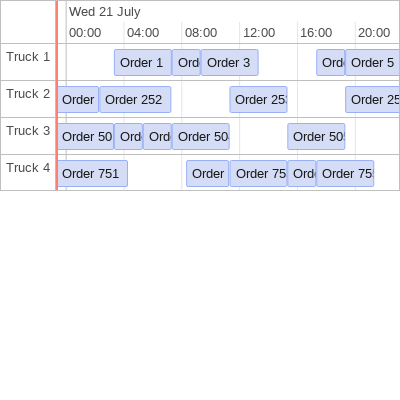 Wed 21 July
00:00 04:00 08:00 12:00 16:00 20:00
Truck 1 Order 1 Ord Order 3 Ord Order 5
Truck 2 Order Order 252 Order 25 Order 25
Truck 3 Order 50 Ord Ord Order 50 Order 50
Truck 4 Order 751 Order Order 75 Ord Order 75